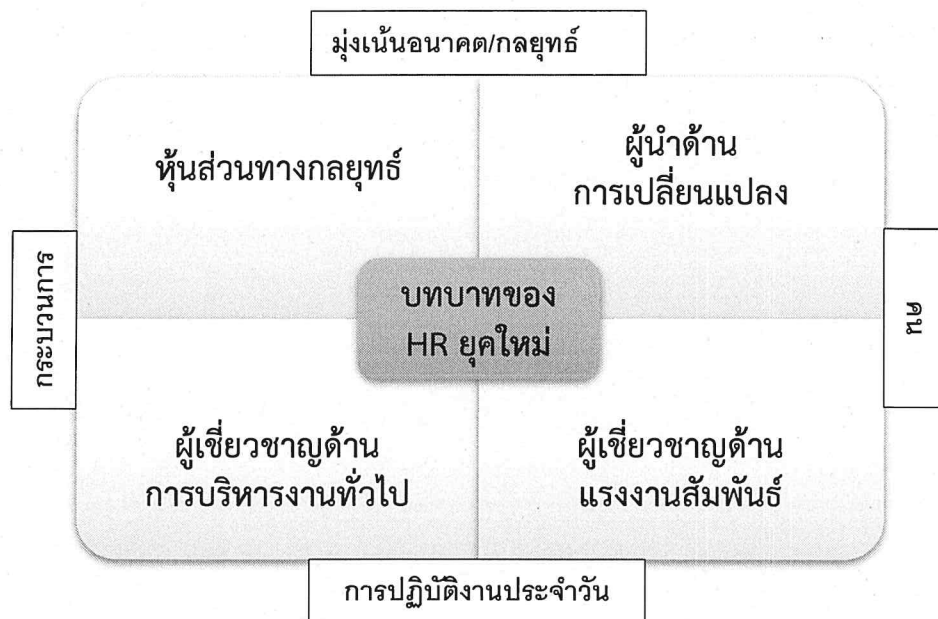 มุ่งเน้นอนาคต/กลยุทธ์
หุ้นส่วนทางกลยุทธ์
ผู้นำด้าน
การเปลี่ยนแปลง
กระบวนการ
บทบาทของ
HR ยุคใหม่
คน
ผู้เชี่ยวชาญด้าน
การบริหารงานทั่วไป
ผู้เชี่ยวชาญด้าน
แรงงานสัมพันธ์
การปฏิบัติงานประจำวัน